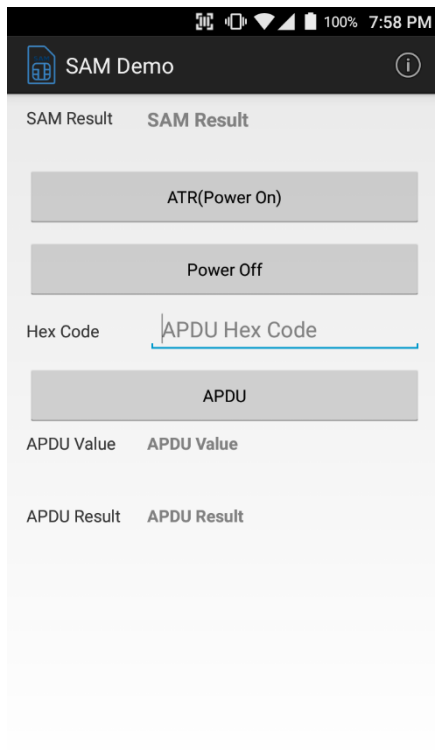 100% 7:58 PM
SAM Demo
SAM Result SAM Result
ATR(Power On)
Power Off
Hex Code APDU Hex Code
APDU
APDU Value APDU Value
APDU Result APDU Result